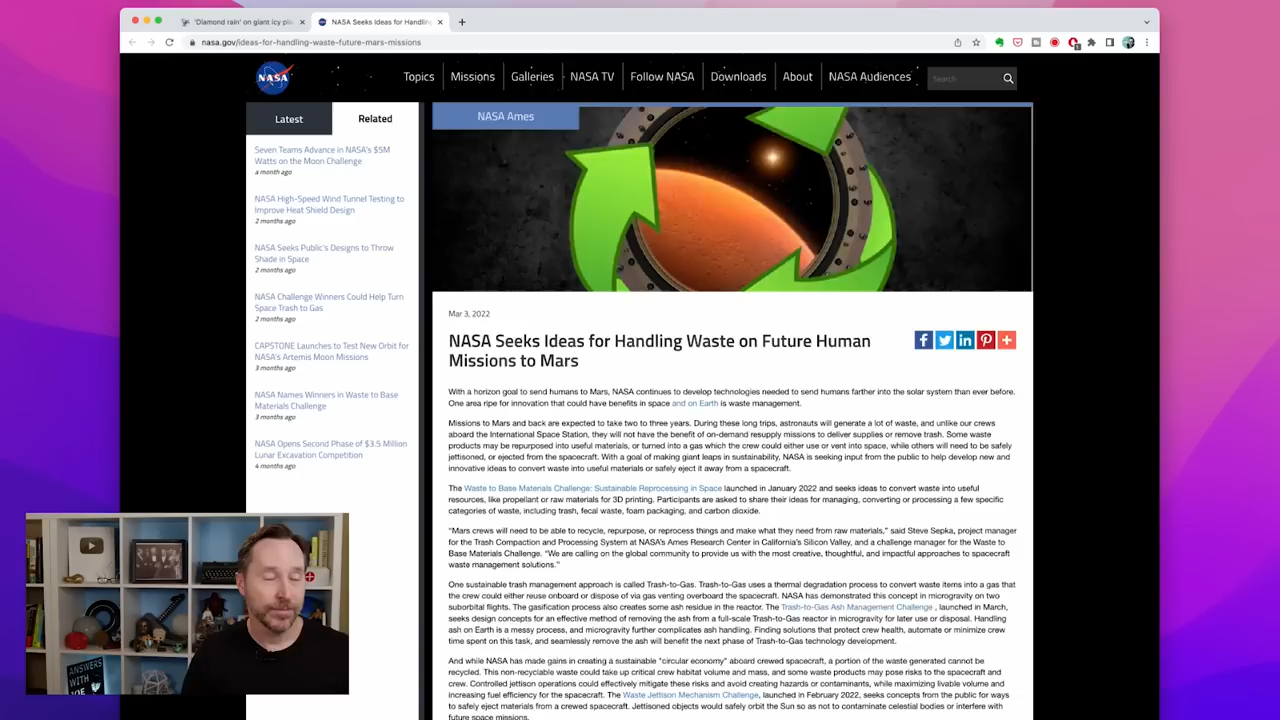 'Diamond rain' on giant icy pla
NASA Seeks Ideas for Handling
nasa.gov/ideas-for-handling-waste-future-mars-missions
NASA
Topics
Missions
Galleries
NASA TV
Follow NASA
Downloads
About
NASA Audiences
Search
Latest
Related
Seven Teams Advance in NASA's $5M
Watts on the Moon Challenge
a month ago
NASA High-Speed Wind Tunnel Testing to
Improve Heat Shield Design
2 months ago
NASA Seeks Public's Designs to Throw
Shade in Space
2 months ago
NASA Challenge Winners Could Help Turn
Space Trash to Gas
2 months ago
CAPSTONE Launches to Test New Orbit for
NASA's Artemis Moon Missions
3 months ago
NASA Names Winners in Waste to Base
Materials Challenge
3 months ago
NASA Opens Second Phase of $3.5 Million
Lunar Excavation Competition
4 months ago
NASA Ames
Mar 3, 2022
NASA Seeks Ideas for Handling Waste on Future Human
Missions to Mars
With a horizon goal to send humans to Mars, NASA continues to develop technologies needed to send humans farther into the solar system than ever before.
One area ripe for innovation that could have benefits in space and on Earth is waste management.
Missions to Mars and back are expected to take two to three years. During these long trips, astronauts will generate a lot of waste, and unlike our crews
aboard the International Space Station, they will not have the benefit of on-demand resupply missions to deliver supplies or remove trash. Some waste
products may be repurposed into useful materials, or turned into a gas which the crew could either use or vent into space, while others will need to be safely
jettisoned, or ejected from the spacecraft. With a goal of making giant leaps in sustainability, NASA is seeking input from the public to help develop new and
innovative ideas to convert waste into useful materials or safely eject it away from a spacecraft.
The Waste to Base Materials Challenge: Sustainable Reprocessing in Space launched in January 2022 and seeks ideas to convert waste into useful
resources, like propellant or raw materials for 3D printing. Participants are asked to share their ideas for managing, converting or processing a few specific
categories of waste, including trash, fecal waste, foam packaging, and carbon dioxide.
"Mars crews will need to be able to recycle, repurpose, or reprocess things and make what they need from raw materials," said Steve Sepka, project manager
for the Trash Compaction and Processing System at NASA's Ames Research Center in California's Silicon Valley, and a challenge manager for the Waste to
Base Materials Challenge. "We are calling on the global community to provide us with the most creative, thoughtful, and impactful approaches to spacecraft
waste management solutions."
One sustainable trash management approach is called Trash-to-Gas. Trash-to-Gas uses a thermal degradation process to convert waste items into a gas that
the crew could either reuse onboard or dispose of via gas venting overboard the spacecraft. NASA has demonstrated this concept in microgravity on two
suborbital flights. The gasification process also creates some ash residue in the reactor. The Trash-to-Gas Ash Management Challenge , launched in March,
seeks design concepts for an effective method of removing the ash from a full-scale Trash-to-Gas reactor in microgravity for later use or disposal. Handling
ash on Earth is a messy process, and microgravity further complicates ash handling. Finding solutions that protect crew health, automate or minimize crew
time spent on this task, and seamlessly remove the ash will benefit the next phase of Trash-to-Gas technology development.
And while NASA has made gains in creating a sustainable "circular economy" aboard crewed spacecraft, a portion of the waste generated cannot be
recycled. This non-recyclable waste could take up critical crew habitat volume and mass, and some waste products may pose risks to the spacecraft and
crew. Controlled jettison operations could effectively mitigate these risks and avoid creating hazards or contaminants, while maximizing livable volume and
increasing fuel efficiency for the spacecraft. The Waste Jettison Mechanism Challenge, launched in February 2022, seeks concepts from the public for ways
to safely eject materials from a crewed spacecraft. Jettisoned objects would safely orbit the Sun so as not to contaminate celestial bodies or interfere with
future space missions.
ANSWERS
WITH
JOE